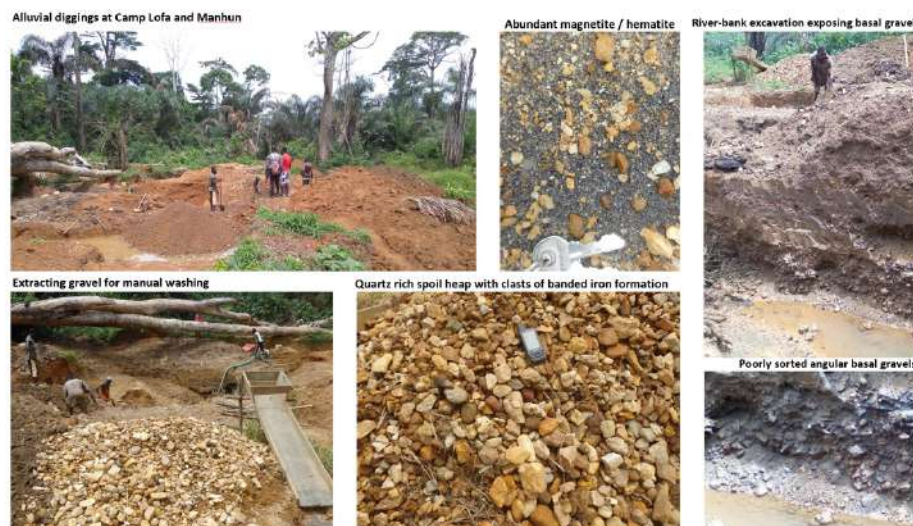 Alluvial diggings at Camp Lofa and Manhun
Abundant magnetite / hematite
River-bank excavation exposing basal gravel
Extracting gravel for manual washing
Quartz rich spoil heap with clasts of banded iron formation
Poorly sorted angular basal gravels